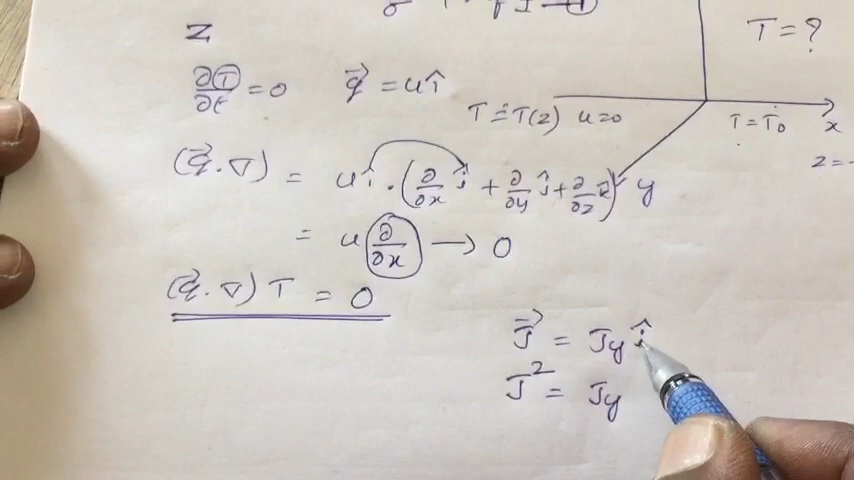 T = ?
Z
∂T/∂t = 0   q⃗ = u î
T = T(z)   u = 0   T = T₀   x
z = -
(q⃗ . ∇) = u î . (∂/∂x î + ∂/∂y ĵ + ∂/∂z k̂)   y
= u ∂/∂x → 0
(q⃗ . ∇) T = 0
J⃗ = Jy ĵ
J² = Jy